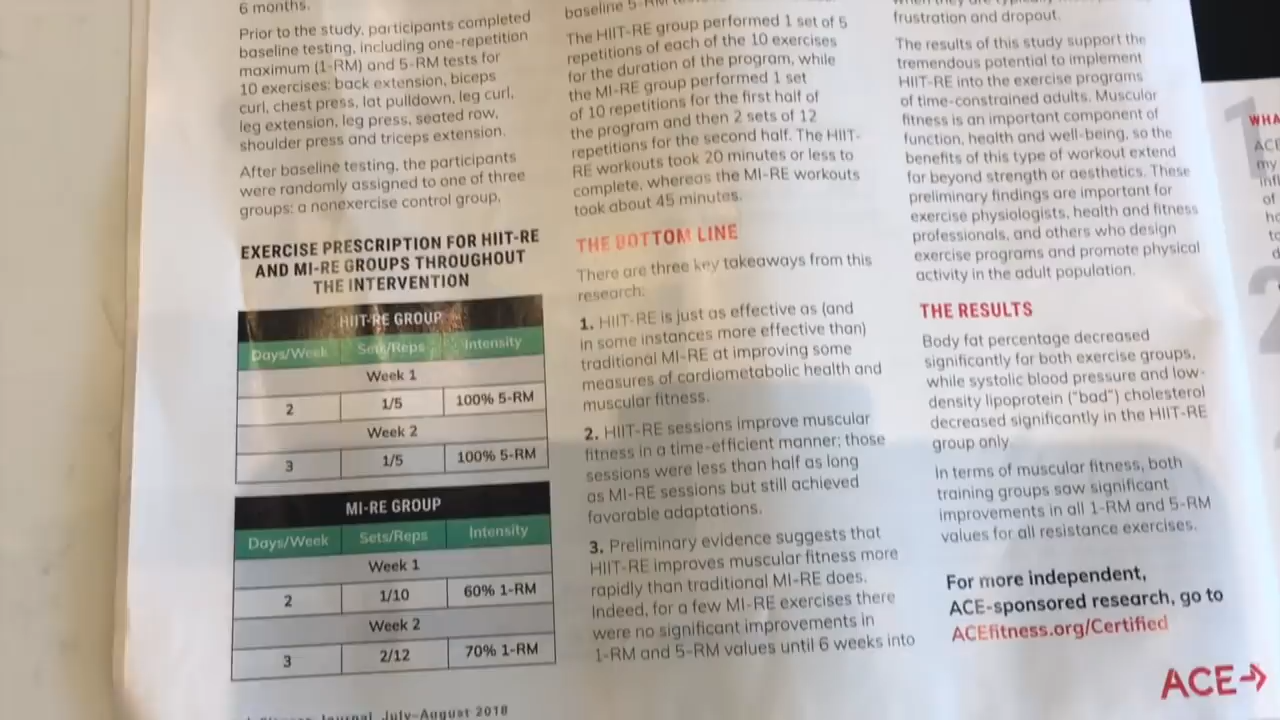 6 months.
Prior to the study, participants completed
baseline testing, including one-repetition
maximum (1-RM) and 5-RM tests for
10 exercises: back extension, biceps
curl, chest press, lat pulldown, leg curl,
leg extension, leg press, seated row,
shoulder press and triceps extension.
After baseline testing, the participants
were randomly assigned to one of three
groups: a nonexercise control group,
EXERCISE PRESCRIPTION FOR HIIT-RE
AND MI-RE GROUPS THROUGHOUT
THE INTERVENTION
HIIT-RE GROUP
Days/Week Sets/Reps Intensity
Week 1
2 1/5 100% 5-RM
Week 2
3 1/5 100% 5-RM
MI-RE GROUP
Days/Week Sets/Reps Intensity
Week 1
2 1/10 60% 1-RM
Week 2
3 2/12 70% 1-RM
Fitness Journal July–August 2018
baseline 5-RM
The HIIT-RE group performed 1 set of 5
repetitions of each of the 10 exercises
for the duration of the program, while
the MI-RE group performed 1 set
of 10 repetitions for the first half of
the program and then 2 sets of 12
repetitions for the second half. The HIIT-
RE workouts took 20 minutes or less to
complete, whereas the MI-RE workouts
took about 45 minutes.
THE BOTTOM LINE
There are three key takeaways from this
research:
1. HIIT-RE is just as effective as (and
in some instances more effective than)
traditional MI-RE at improving some
measures of cardiometabolic health and
muscular fitness.
2. HIIT-RE sessions improve muscular
fitness in a time-efficient manner; those
sessions were less than half as long
as MI-RE sessions but still achieved
favorable adaptations.
3. Preliminary evidence suggests that
HIIT-RE improves muscular fitness more
rapidly than traditional MI-RE does.
Indeed, for a few MI-RE exercises there
were no significant improvements in
1-RM and 5-RM values until 6 weeks into
when they are typically
frustration and dropout.
The results of this study support the
tremendous potential to implement
HIIT-RE into the exercise programs
of time-constrained adults. Muscular
fitness is an important component of
function, health and well-being, so the
benefits of this type of workout extend
far beyond strength or aesthetics. These
preliminary findings are important for
exercise physiologists, health and fitness
professionals, and others who design
exercise programs and promote physical
activity in the adult population.
THE RESULTS
Body fat percentage decreased
significantly for both exercise groups,
while systolic blood pressure and low-
density lipoprotein ("bad") cholesterol
decreased significantly in the HIIT-RE
group only.
In terms of muscular fitness, both
training groups saw significant
improvements in all 1-RM and 5-RM
values for all resistance exercises.
For more independent,
ACE-sponsored research, go to
ACEfitness.org/Certified
ACE
1
WHA
ACE
my
infl
of